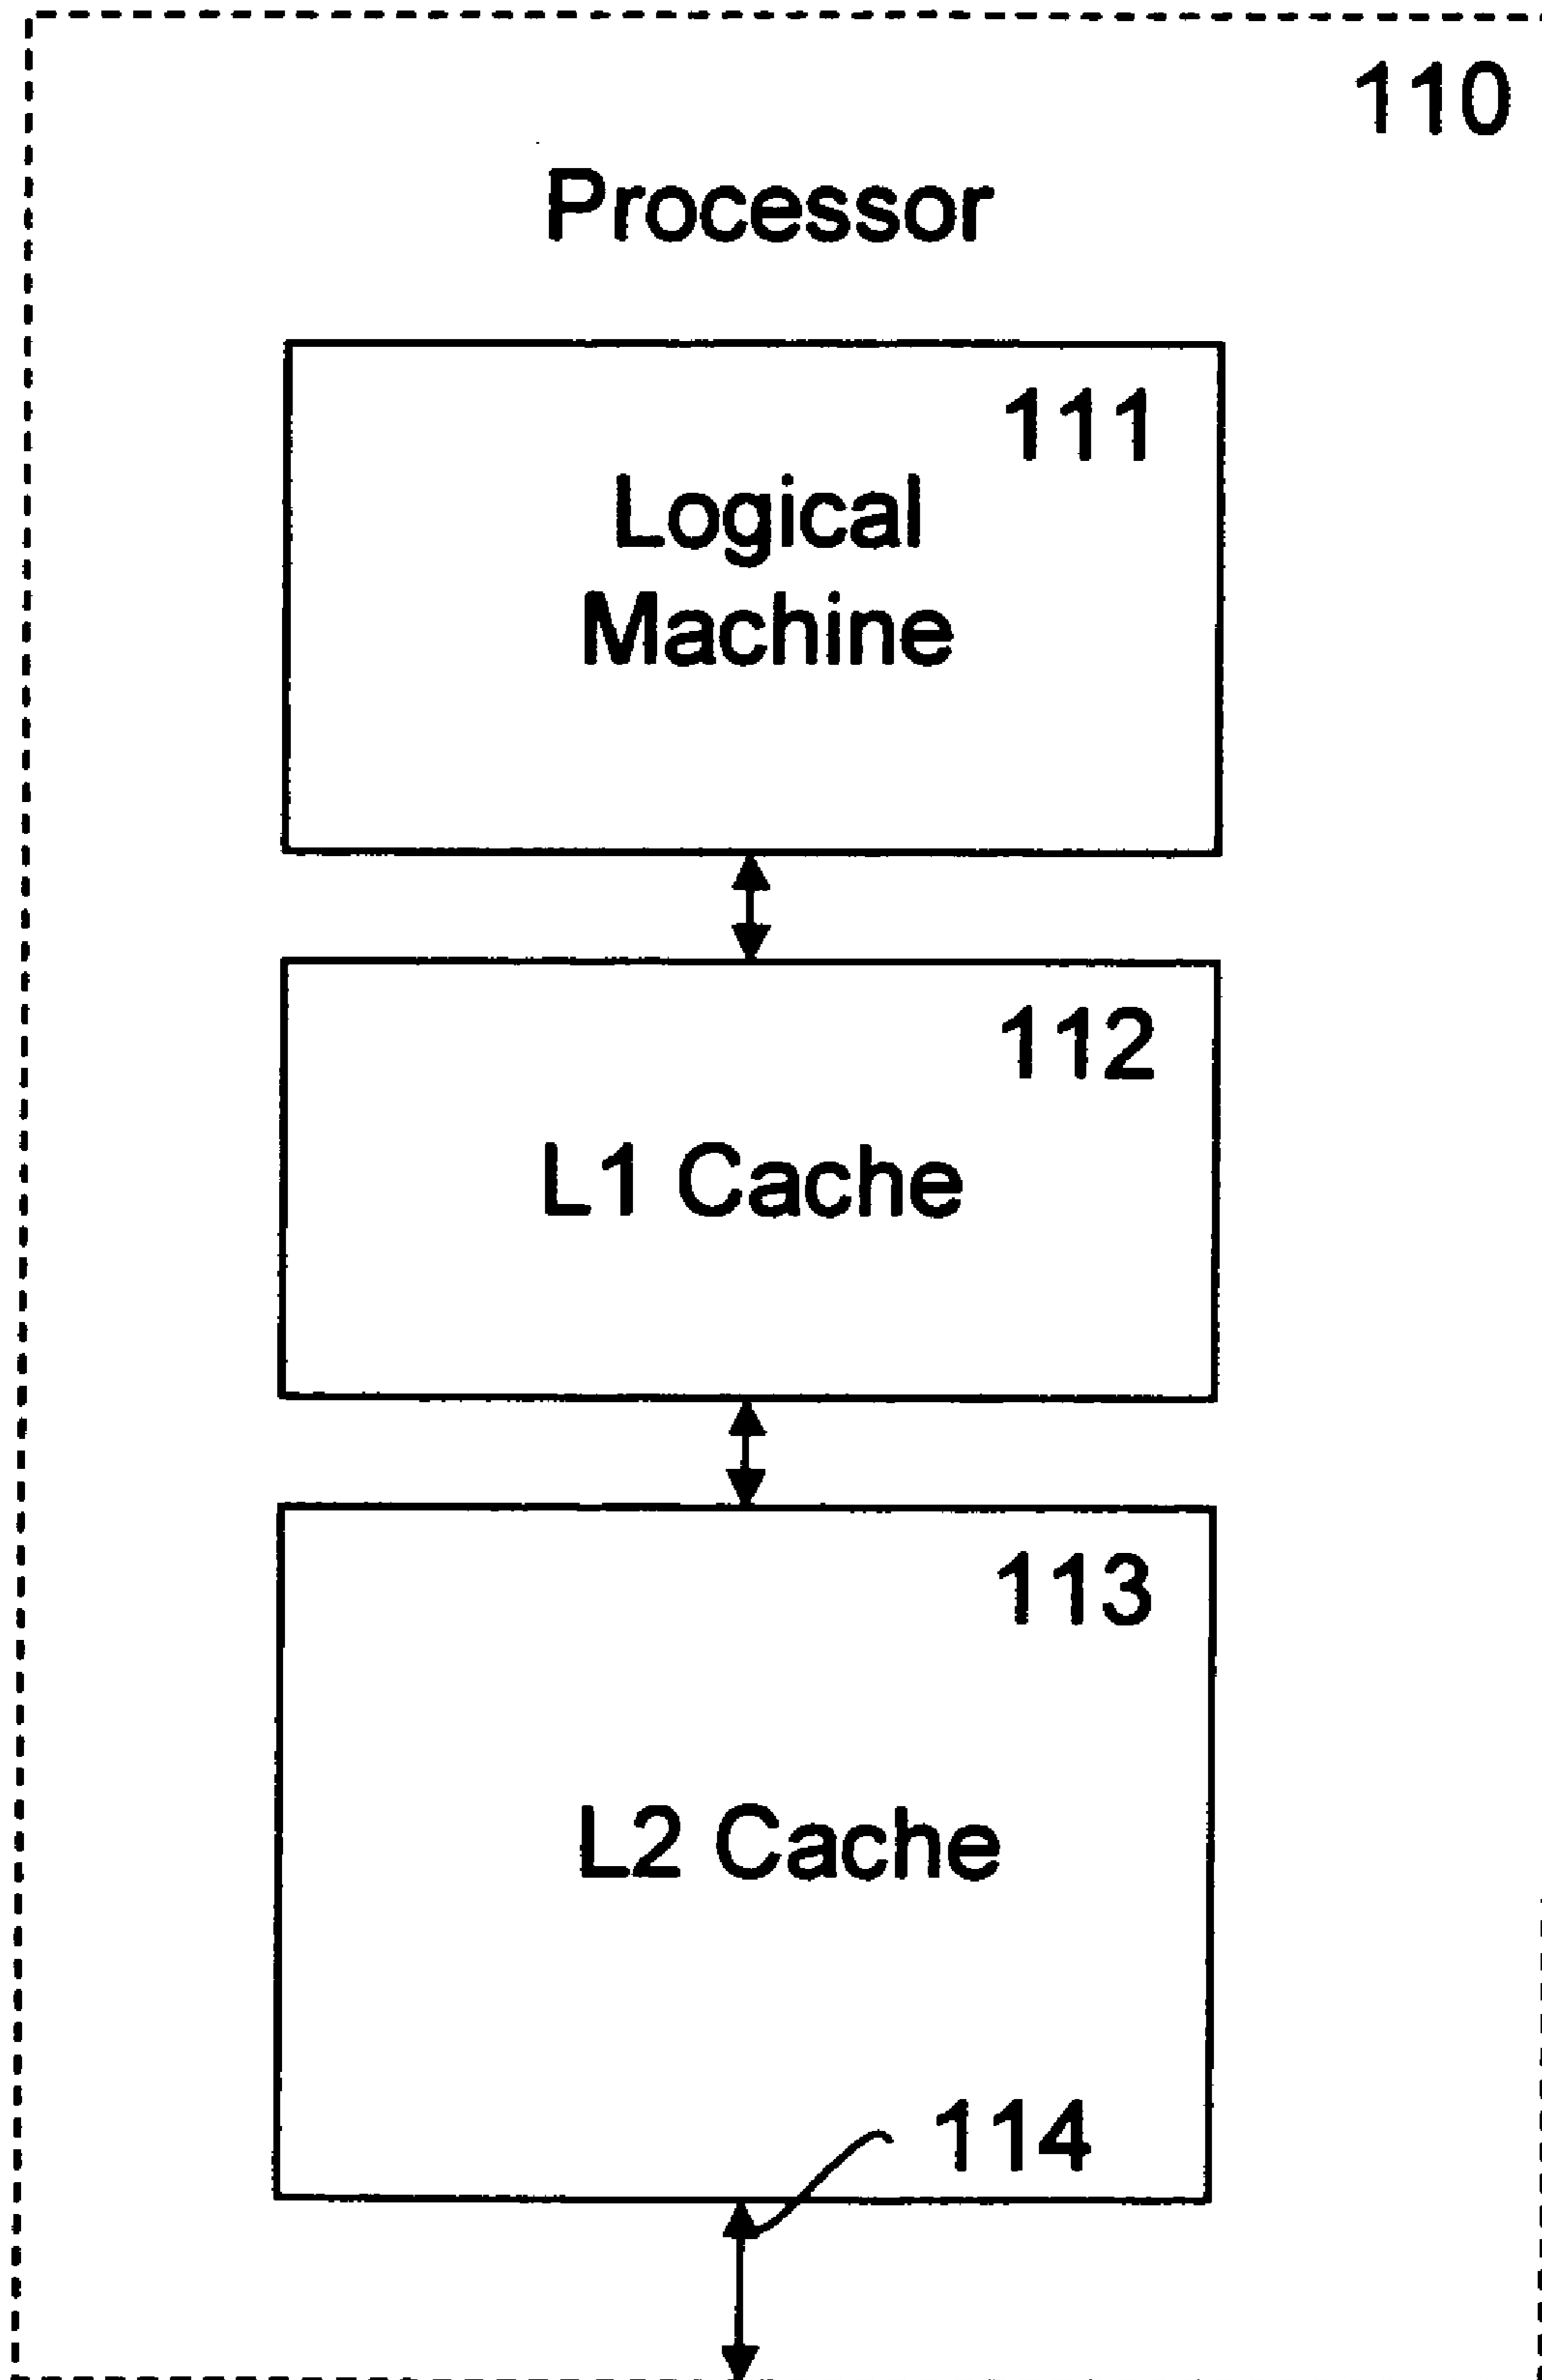 110
Processor
111
Logical
Machine
112
L1 Cache
113
L2 Cache
114